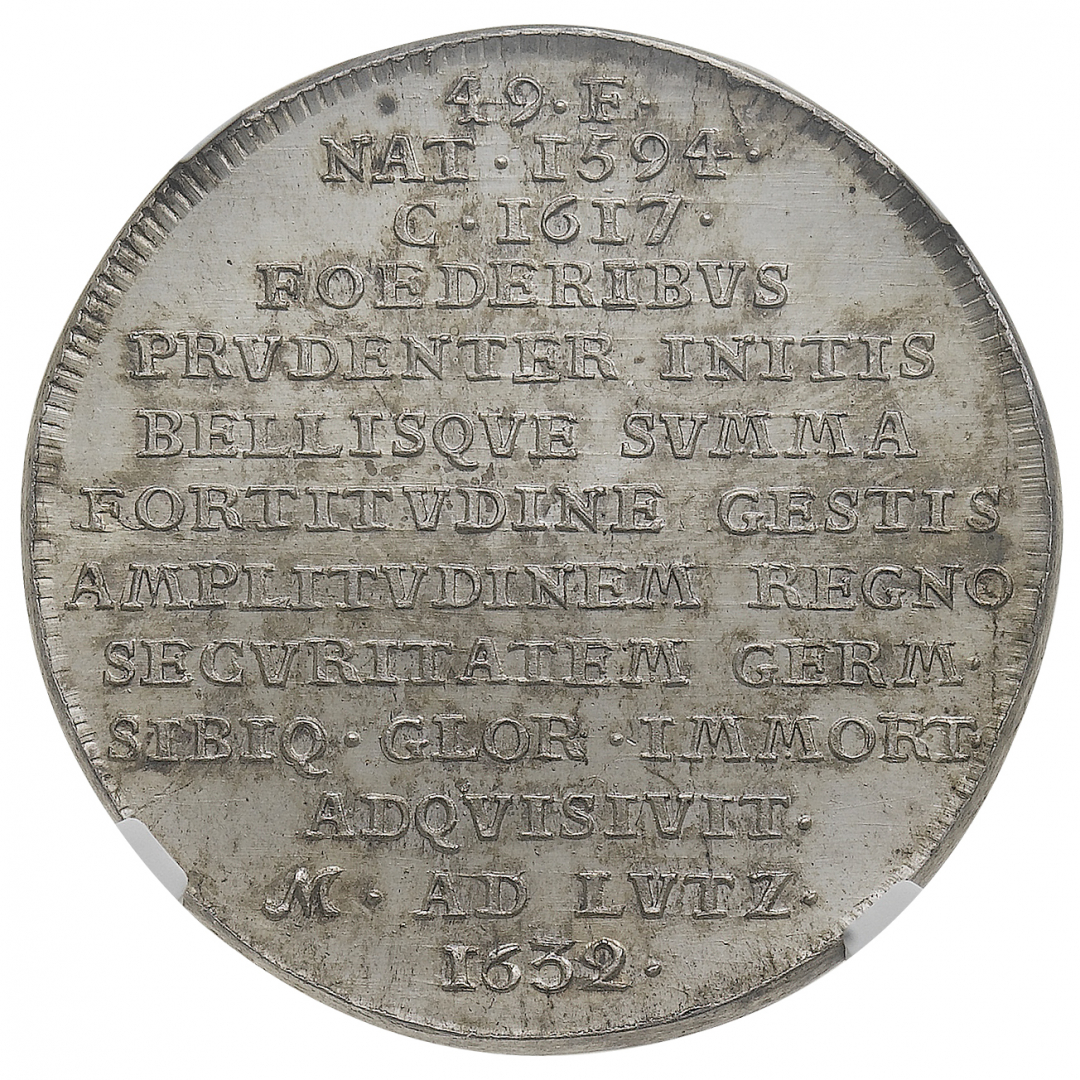 49·F·
NAT·1594·
C·1617·
FOEDERIBVS
PRVDENTER·INITIS
BELLISQVE SVMMA
FORTITVDINE GESTIS
AMPLITVDINEM REGNO
SECVRITATEM GERM·
SIBIQ·GLOR·IMMORT·
ADQVISIVIT·
M·AD LVTZ·
1632·